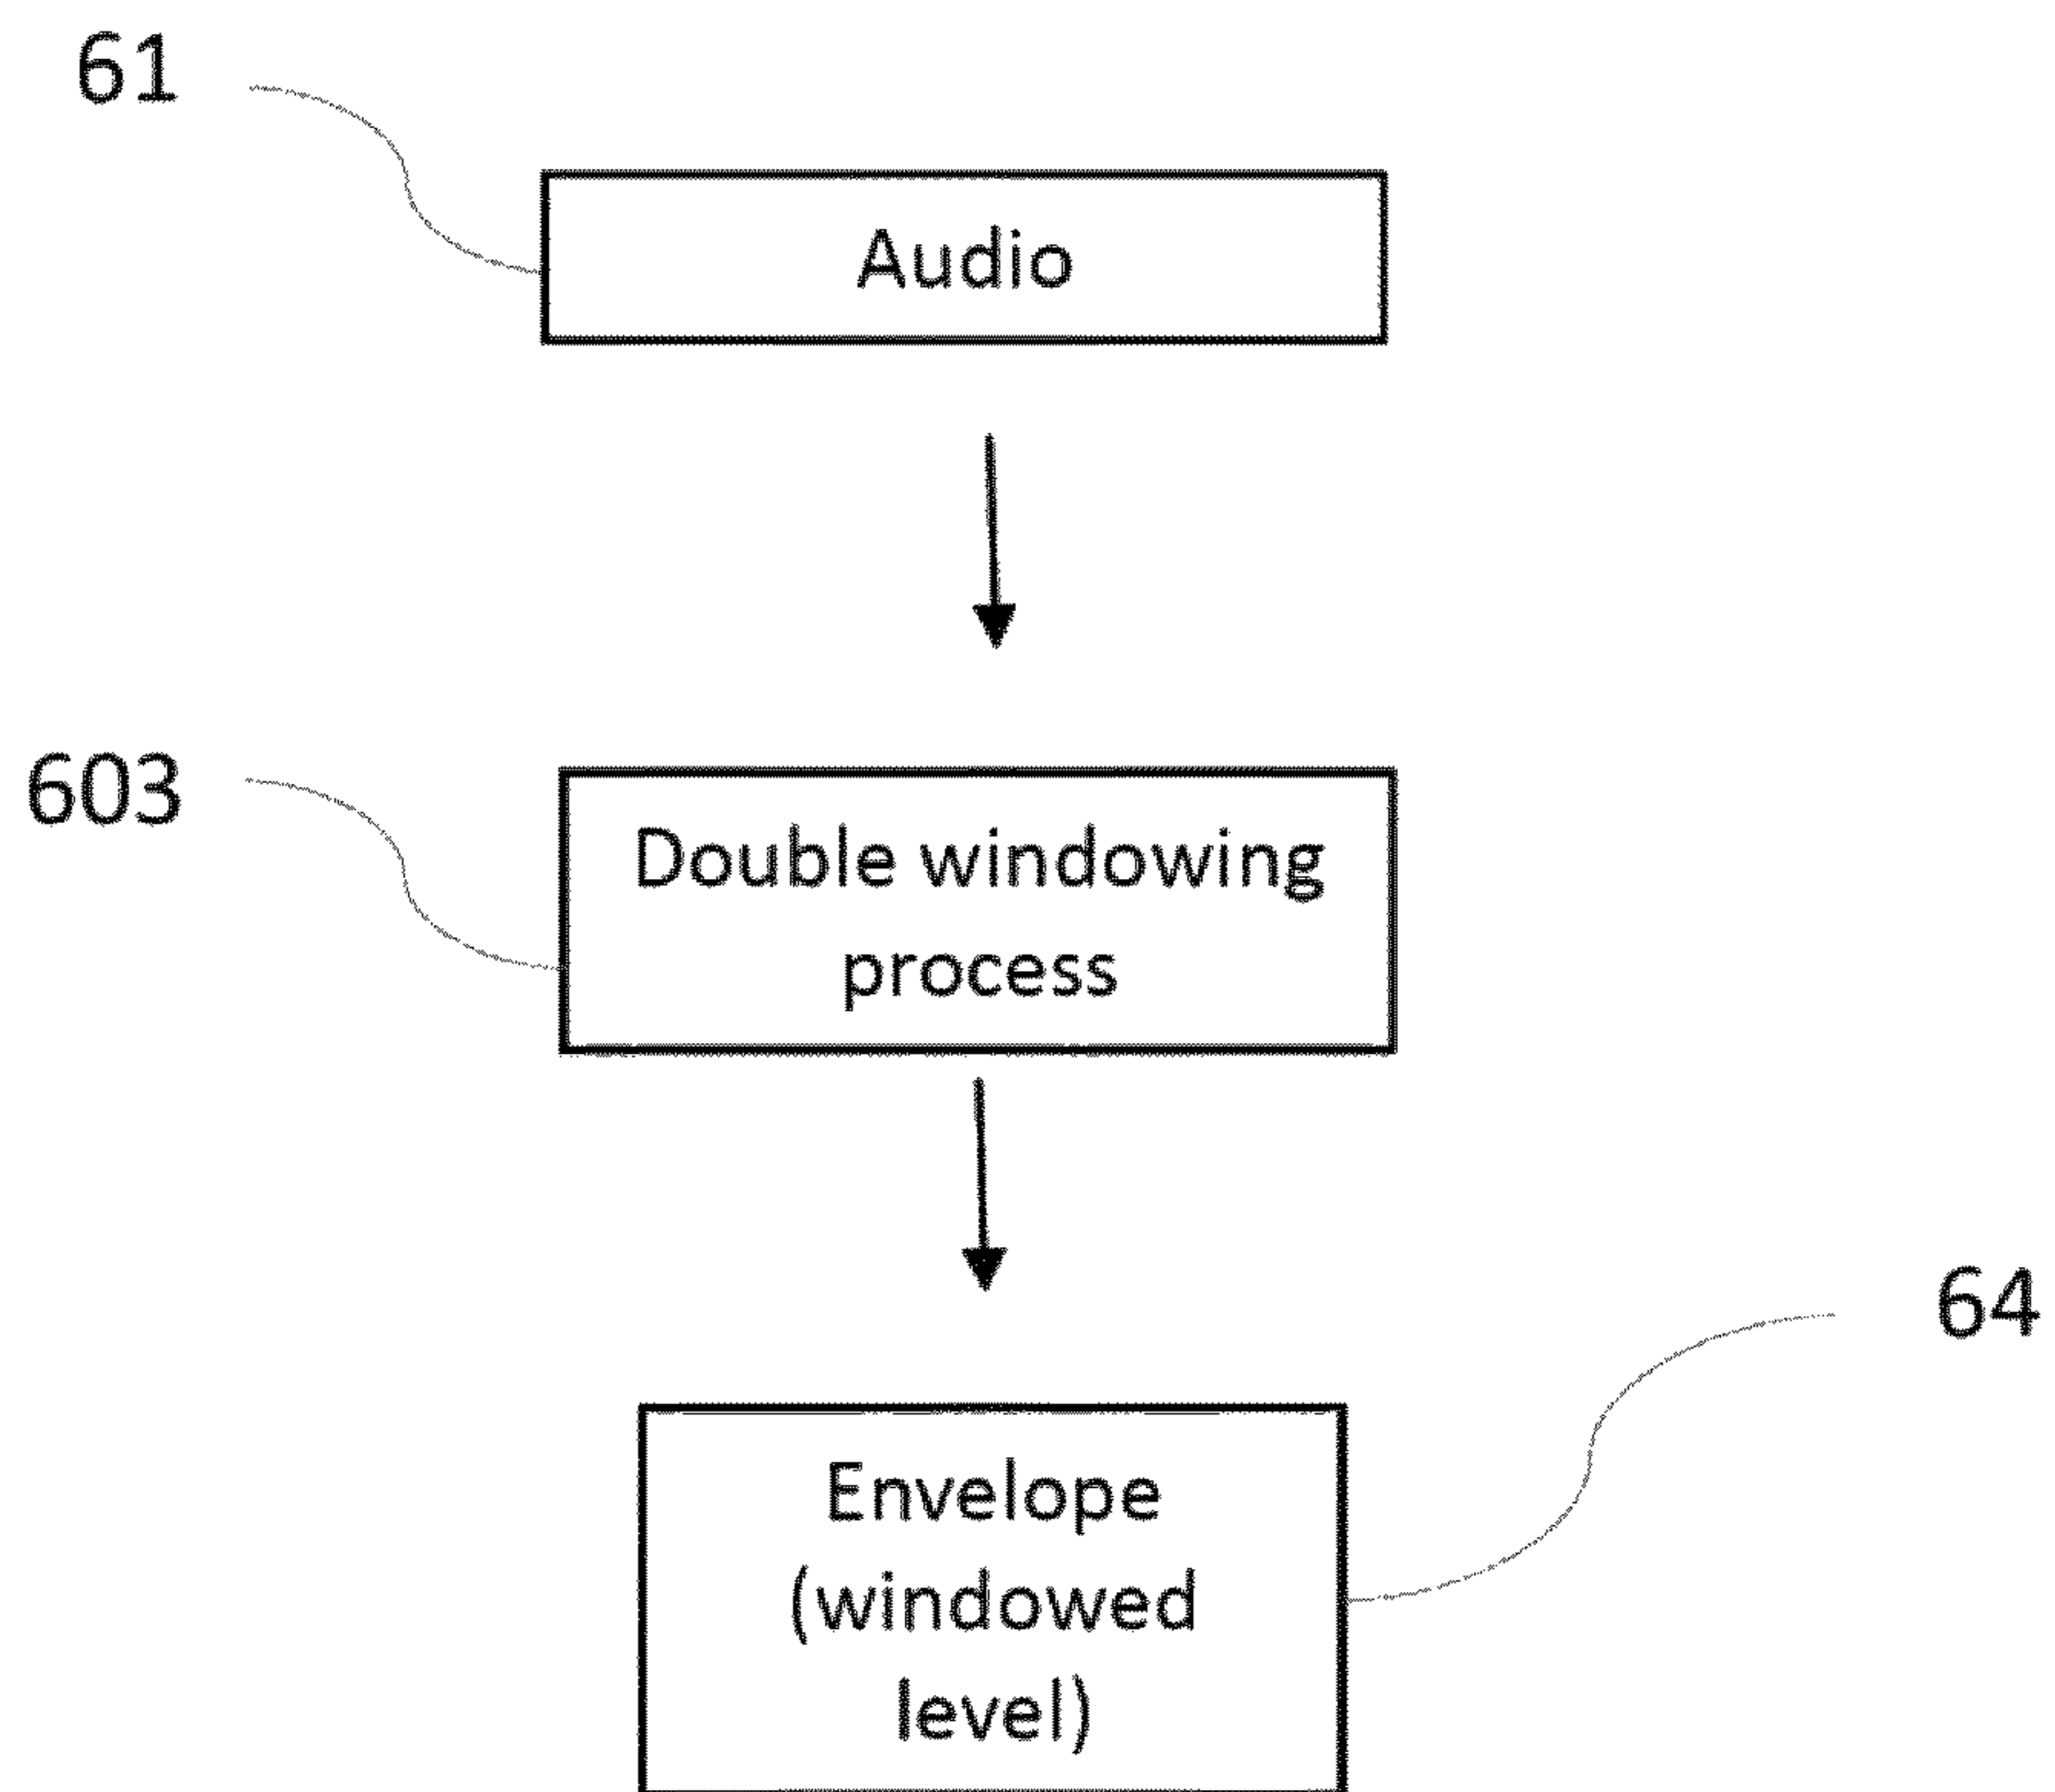 61
Audio
603
Double windowing
process
64
Envelope
(windowed
level)